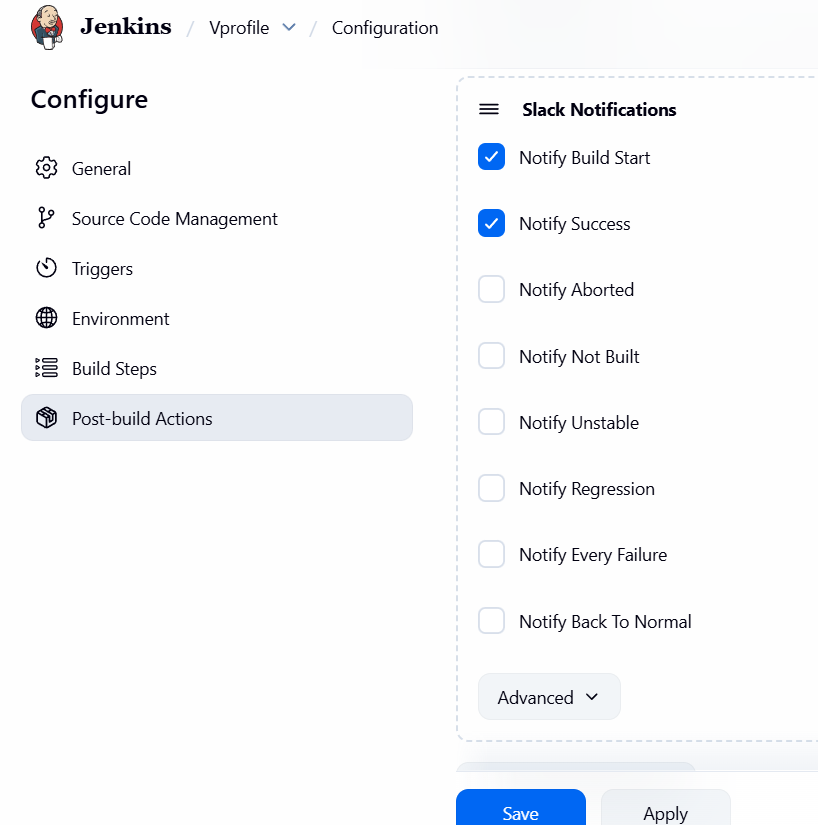 Jenkins / Vprofile / Configuration
Configure
General
Source Code Management
Triggers
Environment
Build Steps
Post-build Actions
Slack Notifications
Notify Build Start
Notify Success
Notify Aborted
Notify Not Built
Notify Unstable
Notify Regression
Notify Every Failure
Notify Back To Normal
Advanced
Save
Apply